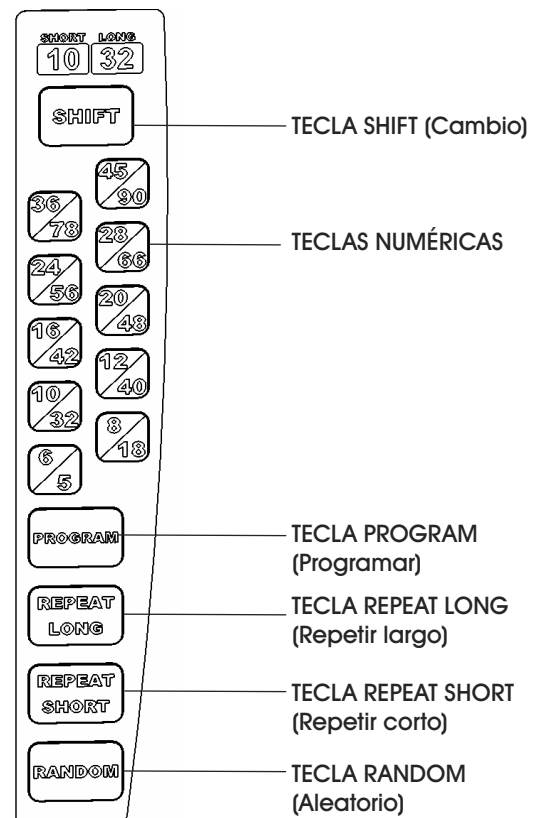 SHORT LONG
10 32
SHIFT
TECLA SHIFT (Cambio)
45/90
36/78
28/66
TECLAS NUMÉRICAS
24/56
20/48
16/42
12/40
10/32
8/18
6/5
PROGRAM
TECLA PROGRAM
(Programar)
REPEAT
LONG
TECLA REPEAT LONG
(Repetir largo)
REPEAT
SHORT
TECLA REPEAT SHORT
(Repetir corto)
RANDOM
TECLA RANDOM
(Aleatorio)